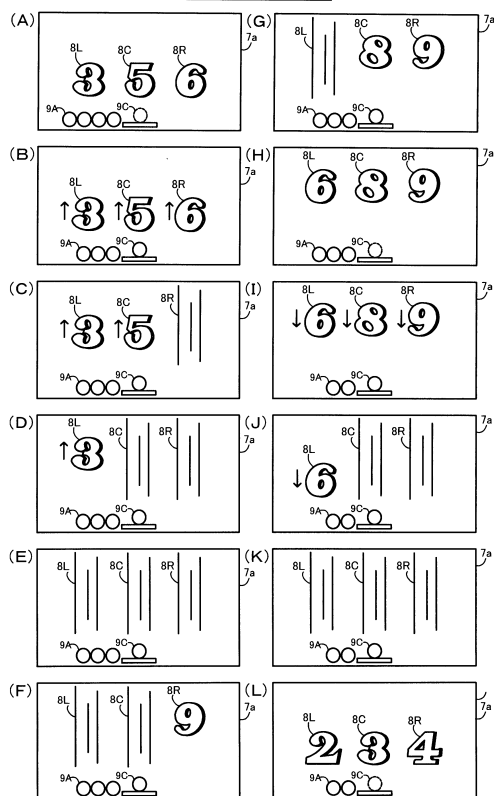 (A)
8L 8C 8R
7a
3 5 6
9A 9C
(B)
8L 8C 8R
7a
↑3 ↑5 ↑6
9A 9C
(C)
8L 8C 8R
7a
↑3 ↑5
9A 9C
(D)
8L 8C 8R
7a
↑3
9A 9C
(E)
8L 8C 8R
7a
9A 9C
(F)
8L 8C 8R
7a
9
9A 9C
(G)
8L 8C 8R
7a
8 9
9A 9C
(H)
8L 8C 8R
7a
6 8 9
9A 9C
(I)
8L 8C 8R
7a
↓6 ↓8 ↓9
9A 9C
(J)
8L 8C 8R
7a
↓6
9A 9C
(K)
8L 8C 8R
7a
9A 9C
(L)
8L 8C 8R
7a
2 3 4
9A 9C